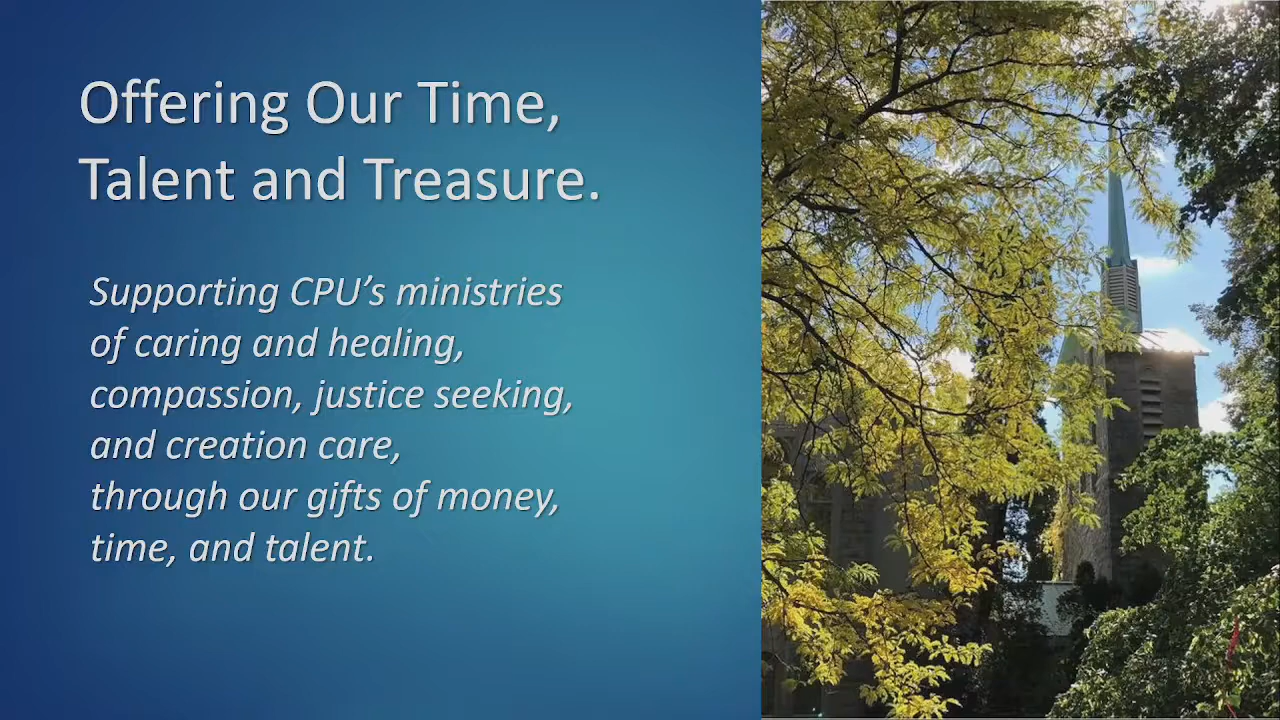 Offering Our Time,
Talent and Treasure.
Supporting CPU's ministries
of caring and healing,
compassion, justice seeking,
and creation care,
through our gifts of money,
time, and talent.